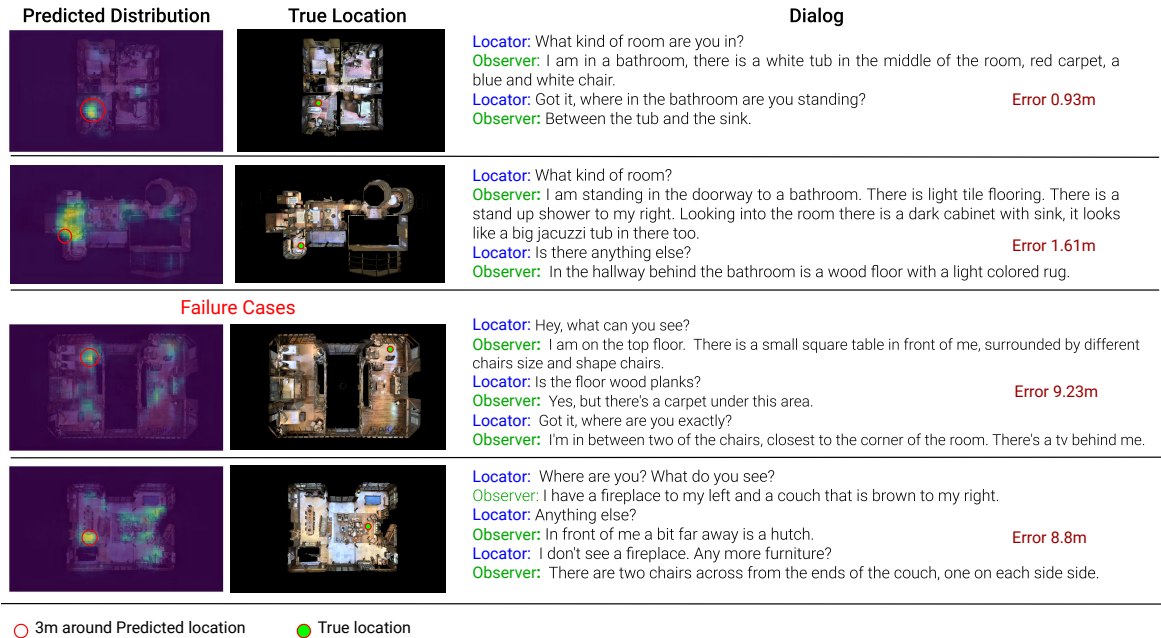 Predicted Distribution
True Location
Dialog
Locator: What kind of room are you in?
Observer: I am in a bathroom, there is a white tub in the middle of the room, red carpet, a
blue and white chair.
Locator: Got it, where in the bathroom are you standing?
Error 0.93m
Observer: Between the tub and the sink.
Locator: What kind of room?
Observer: I am standing in the doorway to a bathroom. There is light tile flooring. There is a
stand up shower to my right. Looking into the room there is a dark cabinet with sink, it looks
like a big jacuzzi tub in there too.
Error 1.61m
Locator: Is there anything else?
Observer: In the hallway behind the bathroom is a wood floor with a light colored rug.
Failure Cases
Locator: Hey, what can you see?
Observer: I am on the top floor. There is a small square table in front of me, surrounded by different
chairs size and shape chairs.
Locator: Is the floor wood planks?
Error 9.23m
Observer: Yes, but there's a carpet under this area.
Locator: Got it, where are you exactly?
Observer: I'm in between two of the chairs, closest to the corner of the room. There's a tv behind me.
Locator: Where are you? What do you see?
Observer: I have a fireplace to my left and a couch that is brown to my right.
Locator: Anything else?
Observer: In front of me a bit far away is a hutch.
Error 8.8m
Locator: I don't see a fireplace. Any more furniture?
Observer: There are two chairs across from the ends of the couch, one on each side side.
3m around Predicted location
True location